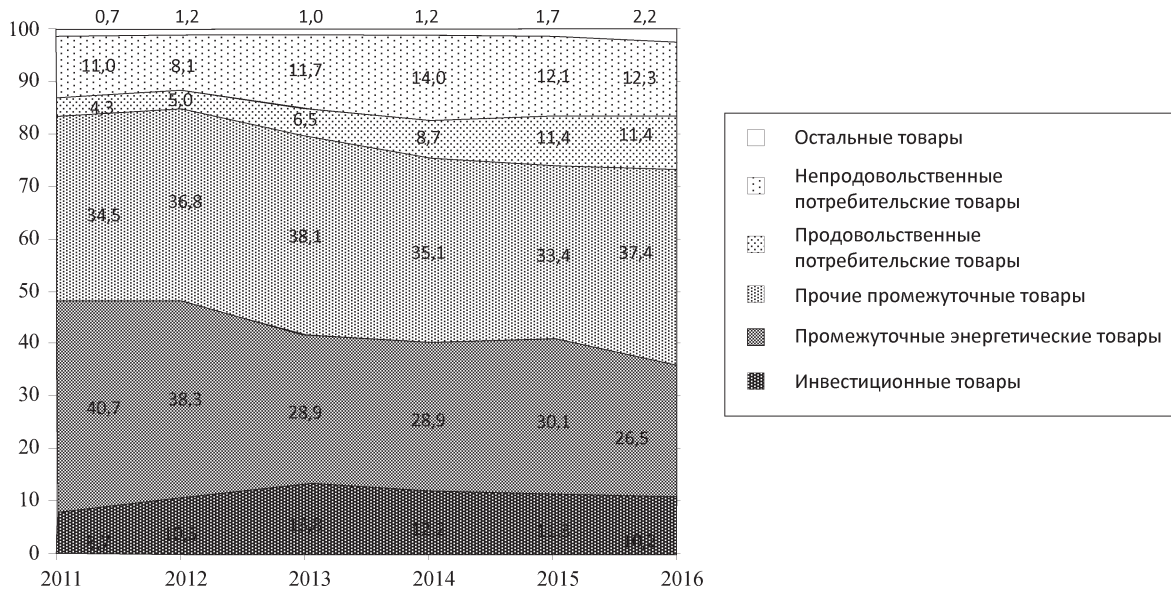 0,7 1,2 1,0 1,2 1,7 2,2
100
11,0 8,1 11,7 14,0 12,1 12,3
90
4,3 5,0 6,5 8,7 11,4 11,4
80
70
34,5 36,8 38,1 35,1 33,4 37,4
60
50
40
40,7 38,3 28,9 28,9 30,1 26,5
30
20
10
12,2 10,2
0
2011 2012 2013 2014 2015 2016
Остальные товары
Непродовольственные
потребительские товары
Продовольственные
потребительские товары
Прочие промежуточные товары
Промежуточные энергетические товары
Инвестиционные товары